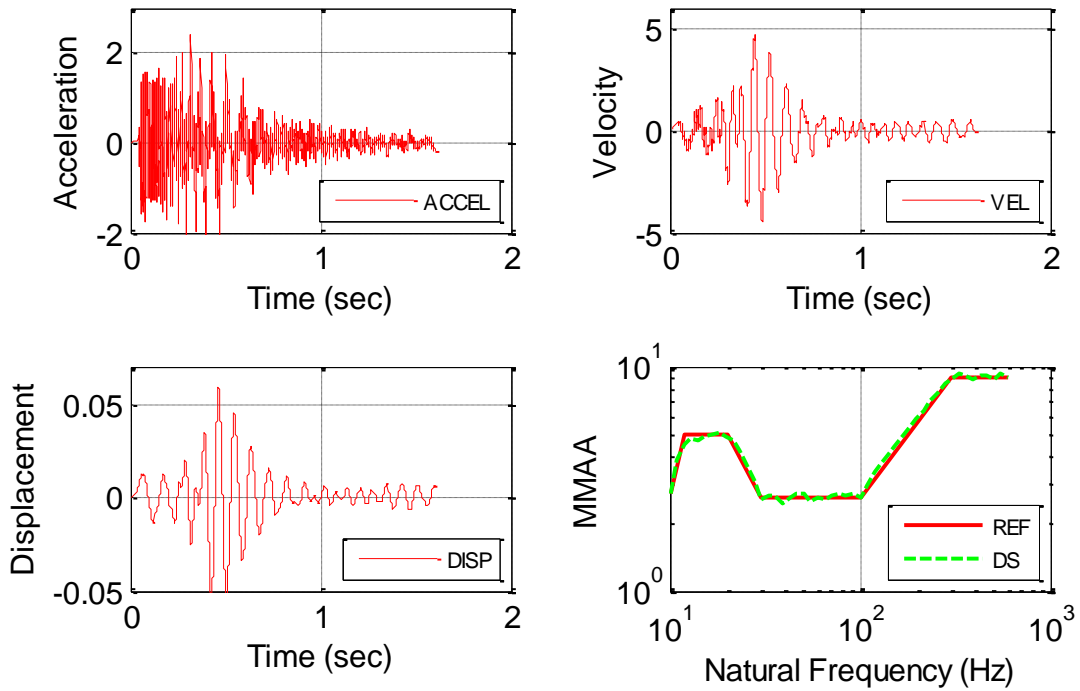 Acceleration
2
0
-2
0
1
2
Time (sec)
ACCEL
Velocity
5
0
-5
0
1
2
Time (sec)
VEL
Displacement
0.05
0
-0.05
0
1
2
Time (sec)
DISP
MMAA
10^1
10^0
10^1
10^2
10^3
Natural Frequency (Hz)
REF
DS